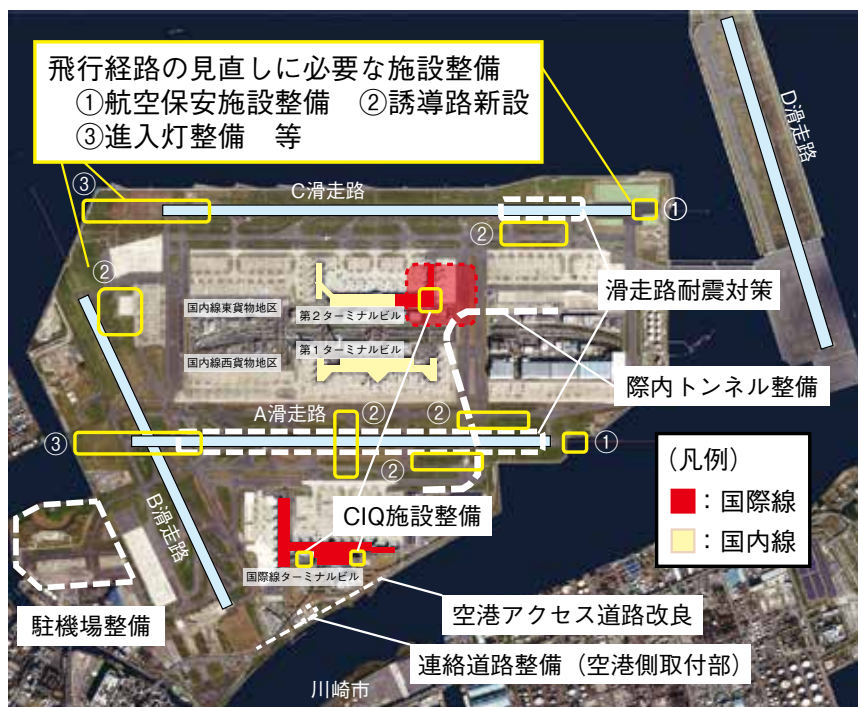 飛行経路の見直しに必要な施設整備
①航空保安施設整備　②誘導路新設
③進入灯整備　等
D滑走路
③
C滑走路
①
②
②
滑走路耐震対策
国内線東貨物地区
第2ターミナルビル
第1ターミナルビル
国内線西貨物地区
際内トンネル整備
A滑走路
②
②
③
①
②
(凡例)
：国際線
：国内線
B滑走路
CIQ施設整備
国際線ターミナルビル
駐機場整備
空港アクセス道路改良
連絡道路整備（空港側取付部）
川崎市